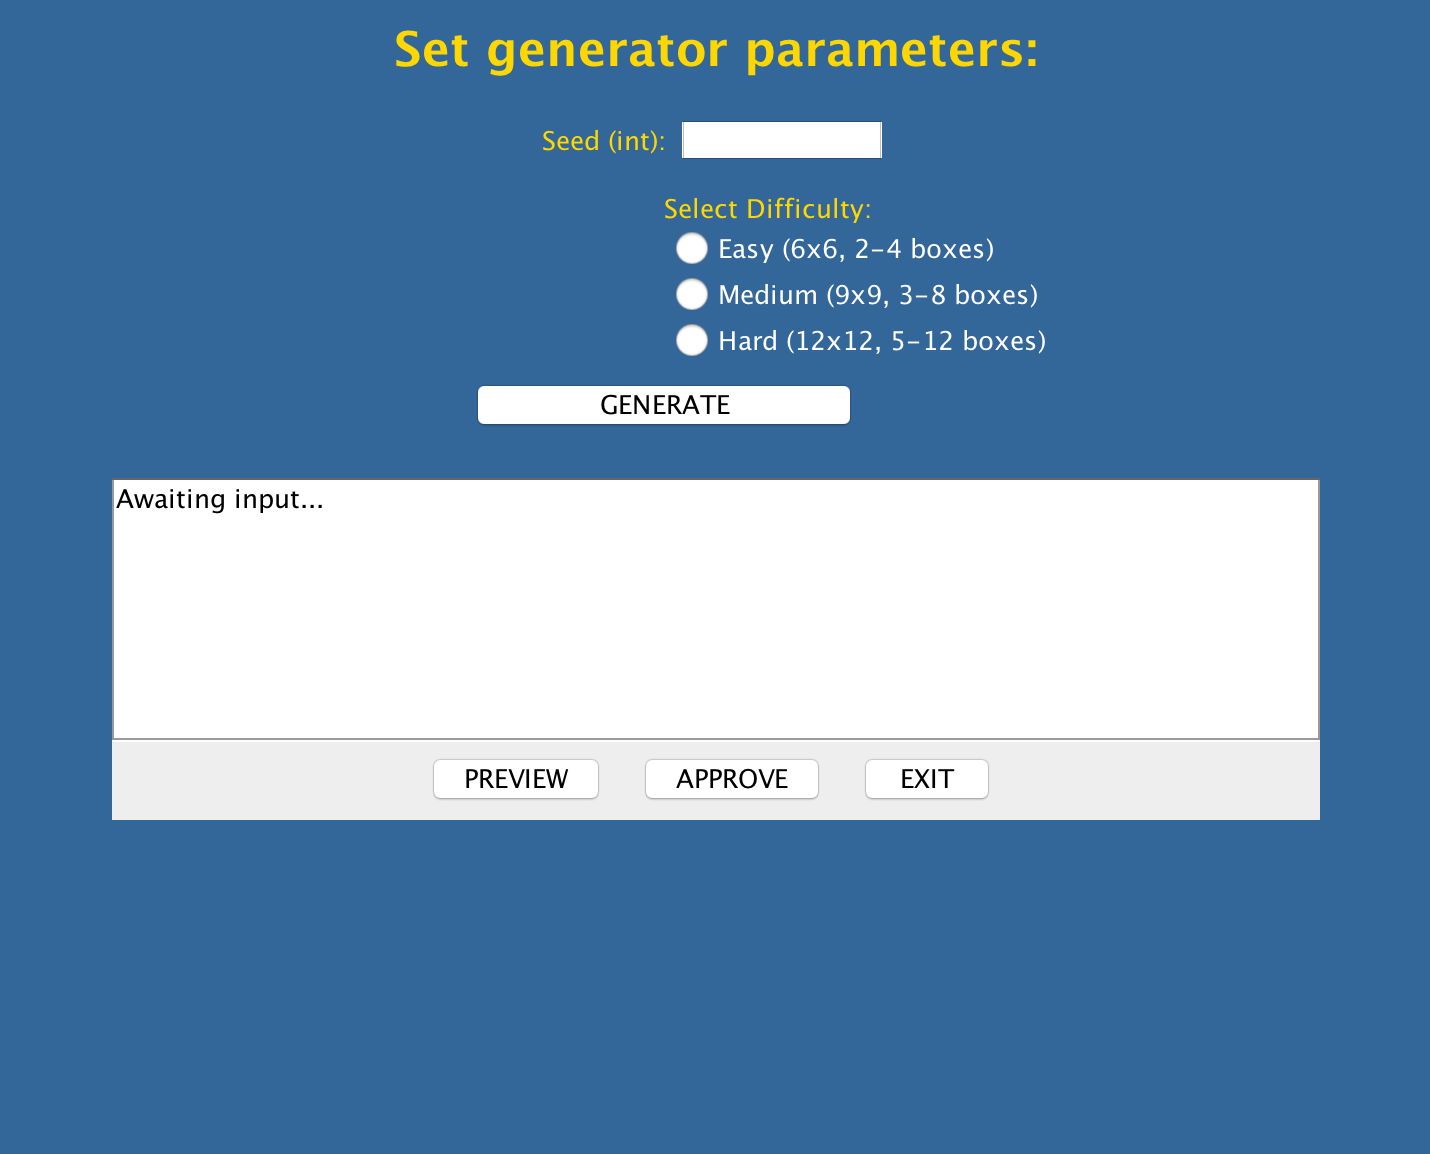 Set generator parameters:
Seed (int):
Select Difficulty:
Easy (6x6, 2-4 boxes)
Medium (9x9, 3-8 boxes)
Hard (12x12, 5-12 boxes)
GENERATE
Awaiting input...
PREVIEW APPROVE EXIT